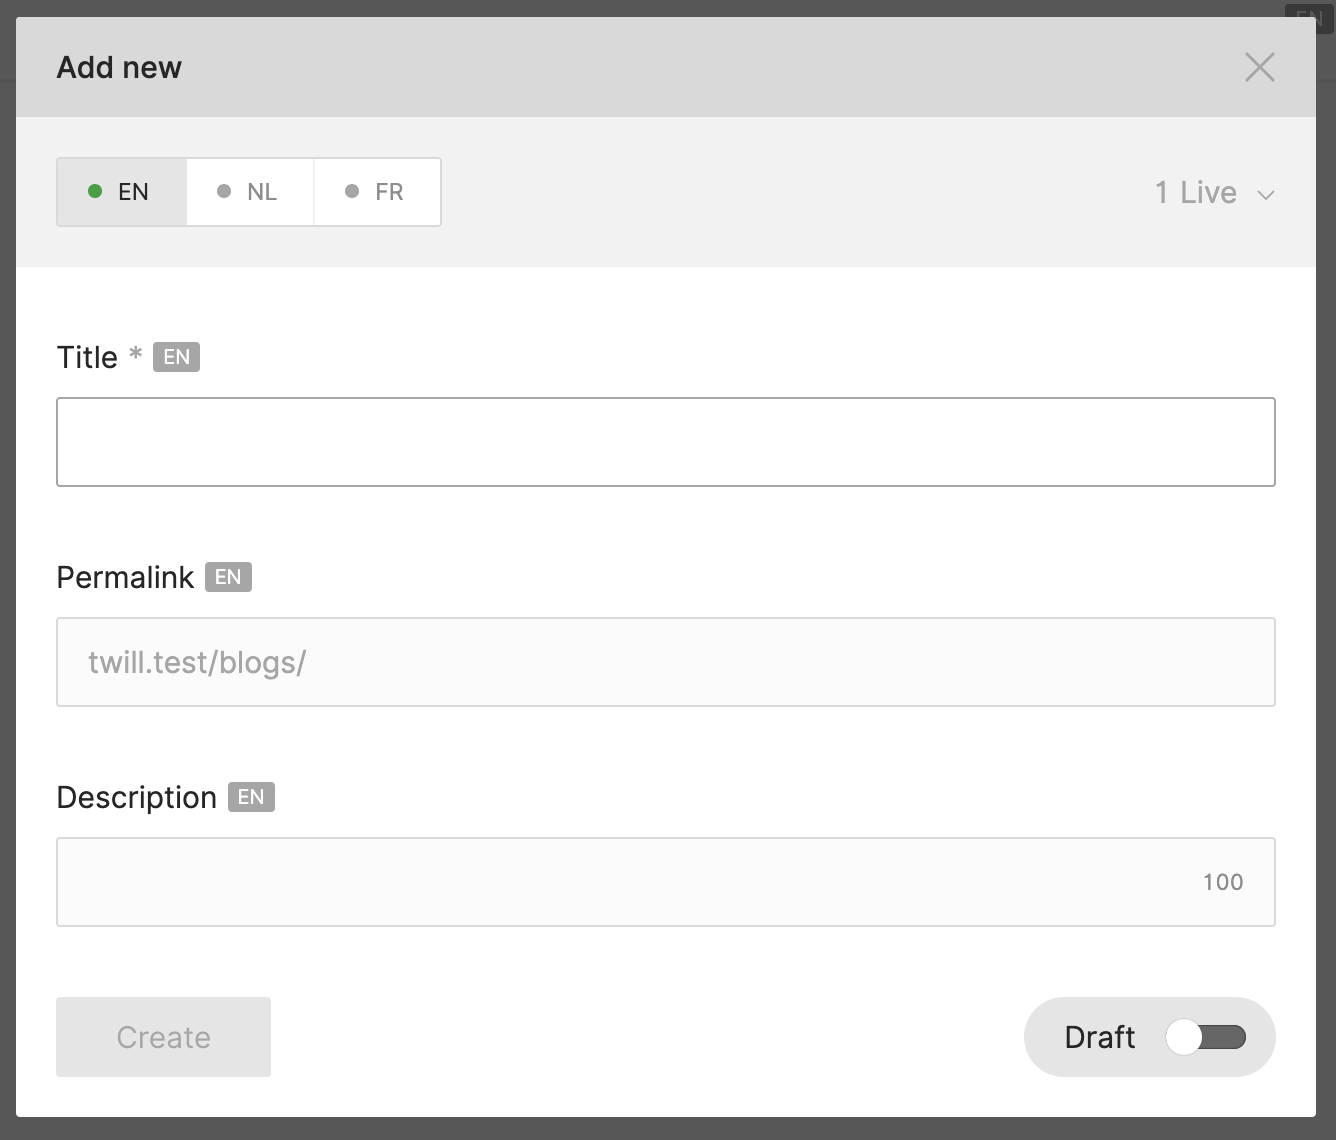 EN
Add new
EN NL FR
1 Live
Title * EN
Permalink EN
twill.test/blogs/
Description EN
100
Create
Draft